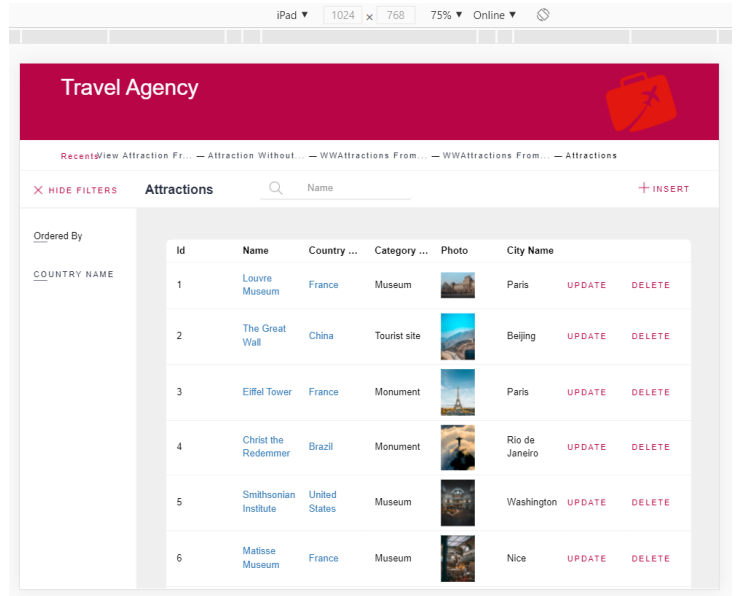 iPad ▼ 1024 x 768 75% ▼ Online ▼
Travel Agency
Recents View Attraction Fr... — Attraction Without... — WWAttractions From... — WWAttractions From... — Attractions
HIDE FILTERS Attractions Name INSERT
Ordered By
COUNTRY NAME
Id Name Country ... Category ... Photo City Name
1 Louvre Museum France Museum Paris UPDATE DELETE
2 The Great Wall China Tourist site Beijing UPDATE DELETE
3 Eiffel Tower France Monument Paris UPDATE DELETE
4 Christ the Redemmer Brazil Monument Rio de Janeiro UPDATE DELETE
5 Smithsonian Institute United States Museum Washington UPDATE DELETE
6 Matisse Museum France Museum Nice UPDATE DELETE